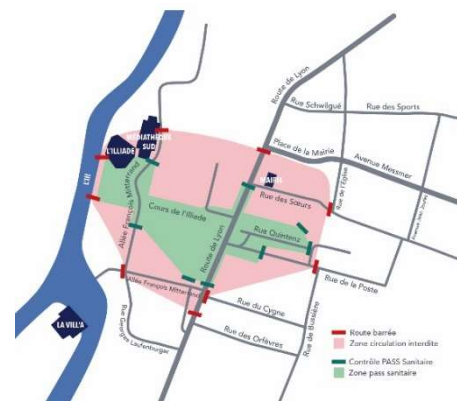 Route de Lyon
Rue Schwilgué
Rue des Sports
Place de la Mairie
Avenue Messmer
MÉDIATHÈQUE
SUD
L'ILLIADE
L'Ill
MAIRIE
Rue de l'Église
Rue des Sœurs
Allée François Mitterrand
Cours de l'Illiade
Rue Quintenz
Route de Lyon
Allée François Mitterrand
Rue de la Poste
LA VILL'A
Rue Georges Laufenburger
Rue du Cygne
Rue des Orfèvres
Rue de Bussière
Route barrée
Zone circulation interdite
Contrôle PASS Sanitaire
Zone pass sanitaire